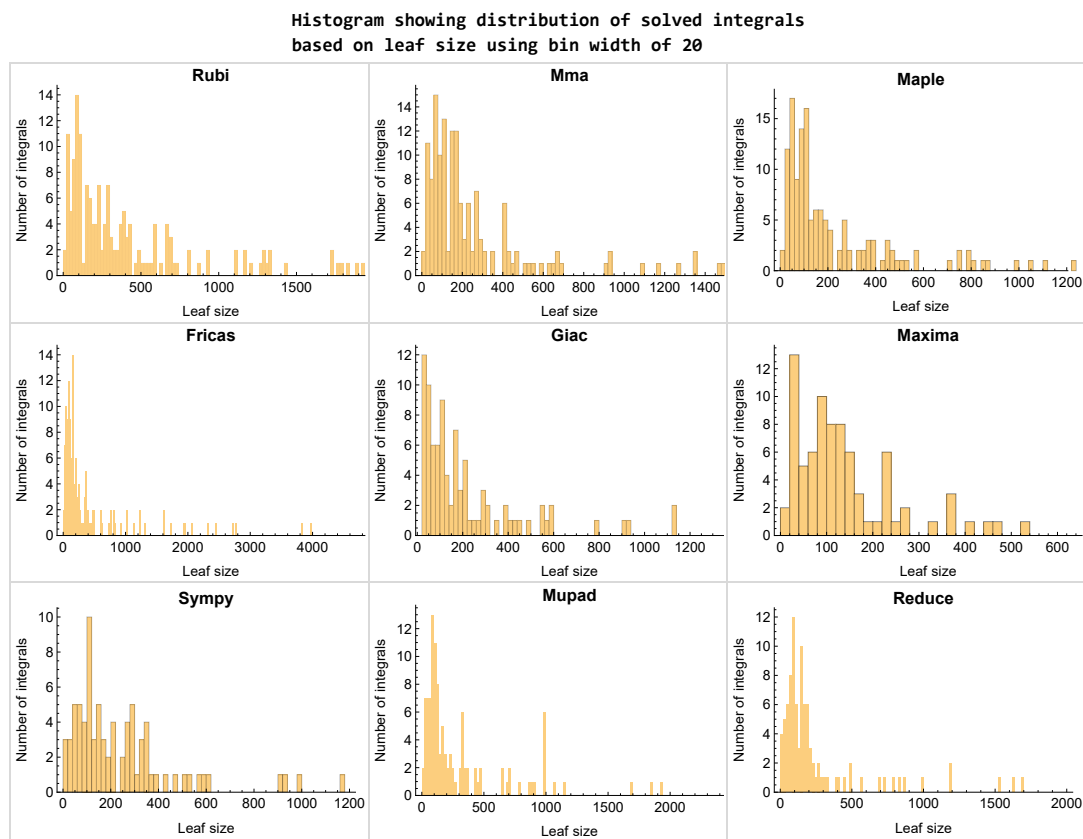 Histogram showing distribution of solved integrals
based on leaf size using bin width of 20
Rubi
Number of integrals
14
12
10
8
6
4
2
0
0 500 1000 1500
Leaf size
Mma
Number of integrals
14
12
10
8
6
4
2
0
0 200 400 600 800 1000 1200 1400
Leaf size
Maple
Number of integrals
15
10
5
0
0 200 400 600 800 1000 1200
Leaf size
Fricas
Number of integrals
14
12
10
8
6
4
2
0
0 1000 2000 3000 4000
Leaf size
Giac
Number of integrals
12
10
8
6
4
2
0
0 200 400 600 800 1000 1200
Leaf size
Maxima
Number of integrals
12
10
8
6
4
2
0
0 100 200 300 400 500 600
Leaf size
Sympy
Number of integrals
10
8
6
4
2
0
0 200 400 600 800 1000 1200
Leaf size
Mupad
Number of integrals
12
10
8
6
4
2
0
0 500 1000 1500 2000
Leaf size
Reduce
Number of integrals
12
10
8
6
4
2
0
0 500 1000 1500 2000
Leaf size